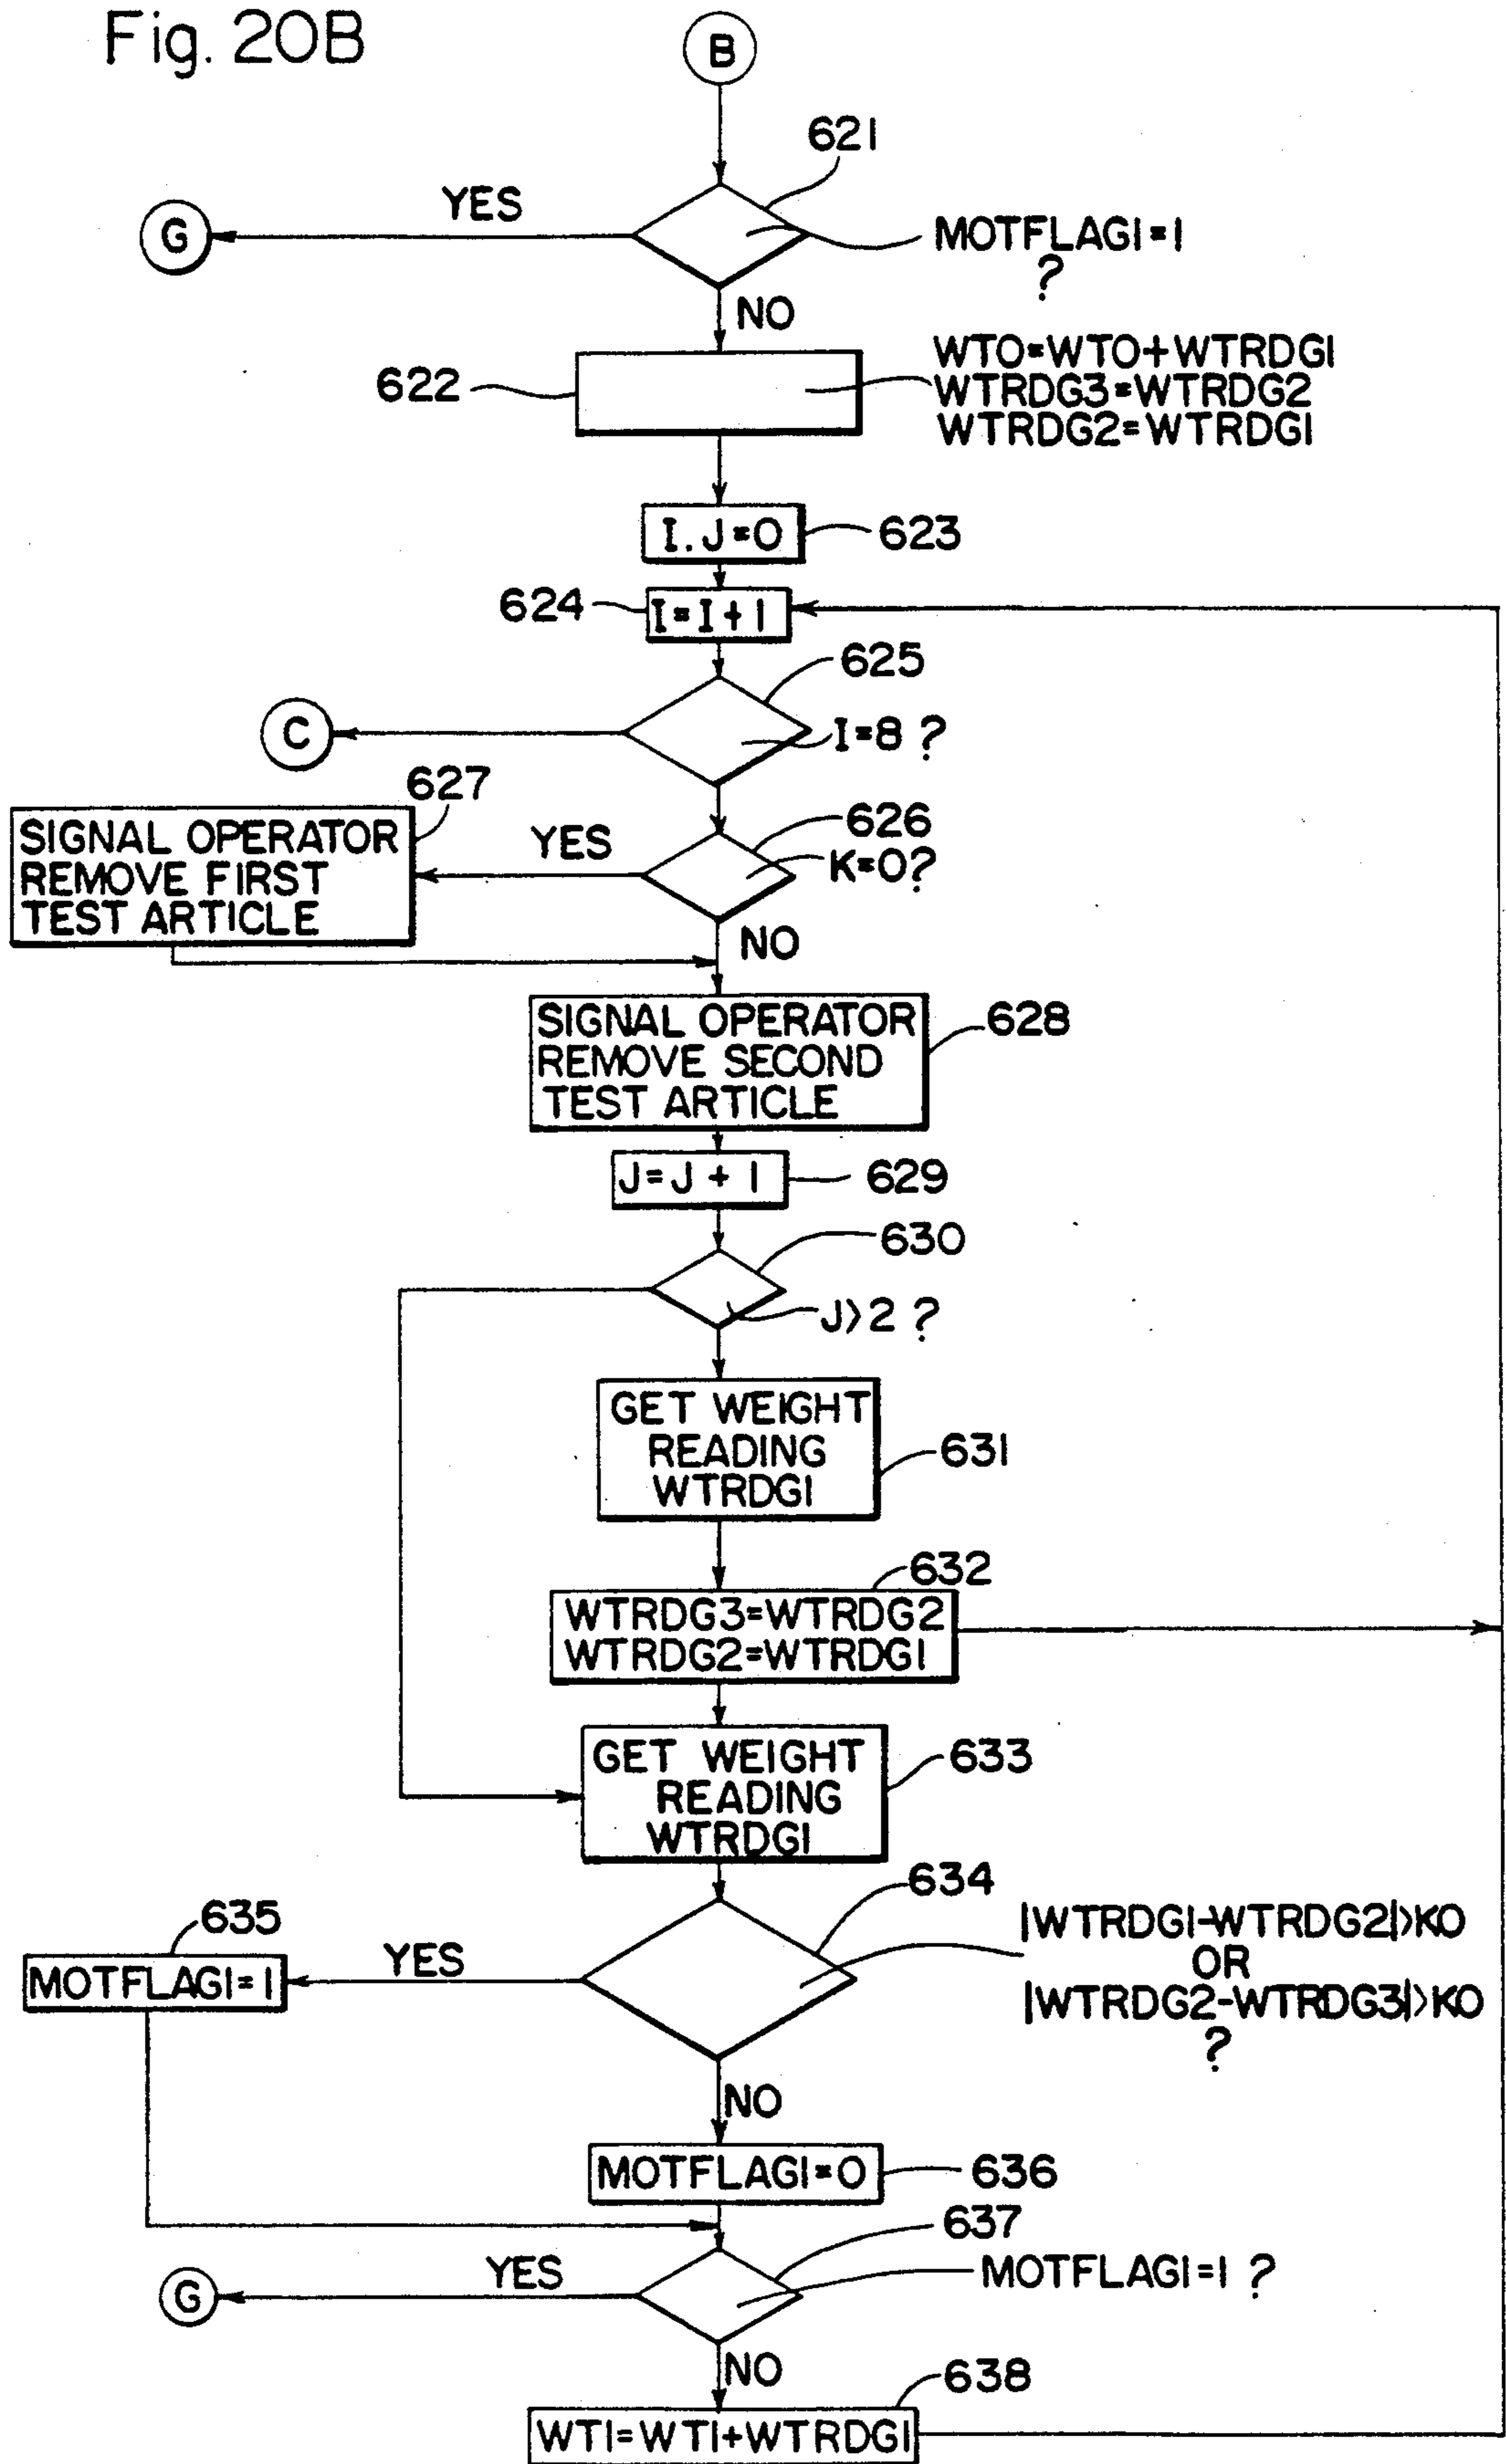 Fig. 20B
B
621
YES
G
MOTFLAG1=1
?
NO
WT0=WT0+WTRDG1
622
WTRDG3=WTRDG2
WTRDG2=WTRDG1
I.J=0
623
624
I=I+1
625
C
I=8 ?
627
626
SIGNAL OPERATOR
REMOVE FIRST
TEST ARTICLE
YES
K=0?
NO
SIGNAL OPERATOR
REMOVE SECOND
TEST ARTICLE
628
J=J+1
629
630
J>2 ?
GET WEIGHT
READING
WTRDG1
631
632
WTRDG3=WTRDG2
WTRDG2=WTRDG1
GET WEIGHT
READING
WTRDG1
633
634
635
|WTRDG1-WTRDG2|>K0
OR
|WTRDG2-WTRDG3|>K0
?
YES
MOTFLAG1=1
NO
MOTFLAG1=0
636
637
YES
MOTFLAG1=1 ?
G
NO
638
WT1=WT1+WTRDG1